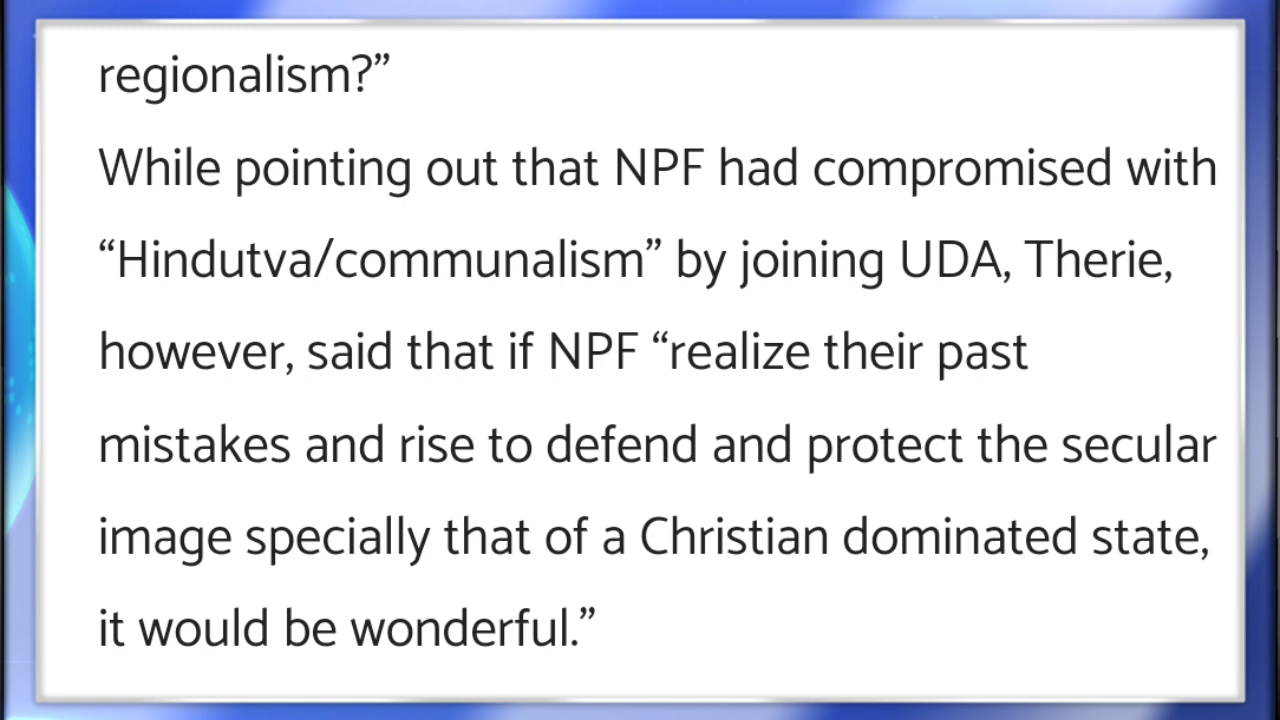 regionalism?”
While pointing out that NPF had compromised with
“Hindutva/communalism” by joining UDA, Therie,
however, said that if NPF “realize their past
mistakes and rise to defend and protect the secular
image specially that of a Christian dominated state,
it would be wonderful.”